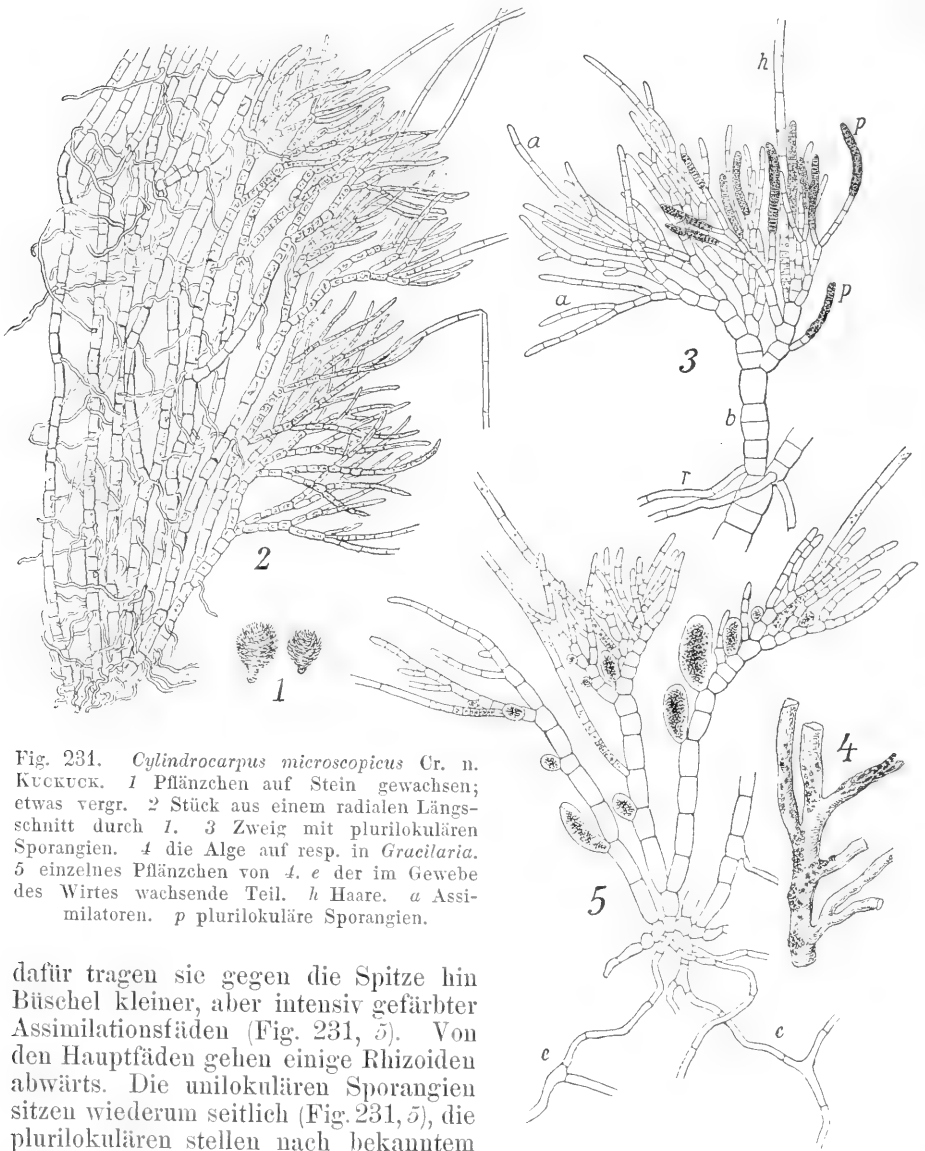 h
a
p
a
p
3
b
r
2
1
4
5
e
c
Fig. 231. Cylindrocarpus microscopicus Cr. n.
KUCKUCK. 1 Pflänzchen auf Stein gewachsen;
etwas vergr. 2 Stück aus einem radialen Längs-
schnitt durch 1. 3 Zweig mit plurilokulären
Sporangien. 4 die Alge auf resp. in Gracilaria.
5 einzelnes Pflänzchen von 4. e der im Gewebe
des Wirtes wachsende Teil. h Haare. a Assi-
milatoren. p plurilokuläre Sporangien.
dafür tragen sie gegen die Spitze hin
Büschel kleiner, aber intensiv gefärbter
Assimilationsfäden (Fig. 231, 5). Von
den Hauptfäden gehen einige Rhizoiden
abwärts. Die unilokulären Sporangien
sitzen wiederum seitlich (Fig. 231, 5), die
plurilokulären stellen nach bekanntem